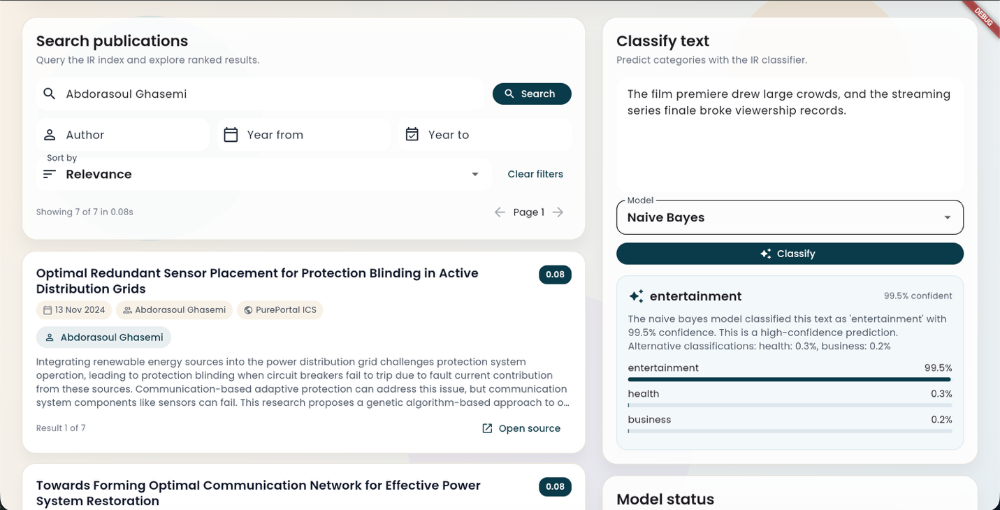 DEBUG
Search publications
Query the IR index and explore ranked results.
Abdorasoul Ghasemi
Search
Author
Year from
Year to
Sort by
Relevance
Clear filters
Showing 7 of 7 in 0.08s
Page 1
Optimal Redundant Sensor Placement for Protection Blinding in Active
Distribution Grids
0.08
13 Nov 2024
Abdorasoul Ghasemi
PurePortal ICS
Abdorasoul Ghasemi
Integrating renewable energy sources into the power distribution grid challenges protection system
operation, leading to protection blinding when circuit breakers fail to trip due to fault current contribution
from these sources. Communication-based adaptive protection can address this issue, but communication
system components like sensors can fail. This research proposes a genetic algorithm-based approach to o...
Result 1 of 7
Open source
Towards Forming Optimal Communication Network for Effective Power
System Restoration
0.08
Classify text
Predict categories with the IR classifier.
The film premiere drew large crowds, and the streaming
series finale broke viewership records.
Model
Naive Bayes
Classify
entertainment
99.5% confident
The naive bayes model classified this text as 'entertainment' with
99.5% confidence. This is a high-confidence prediction.
Alternative classifications: health: 0.3%, business: 0.2%
entertainment 99.5%
health 0.3%
business 0.2%
Model status